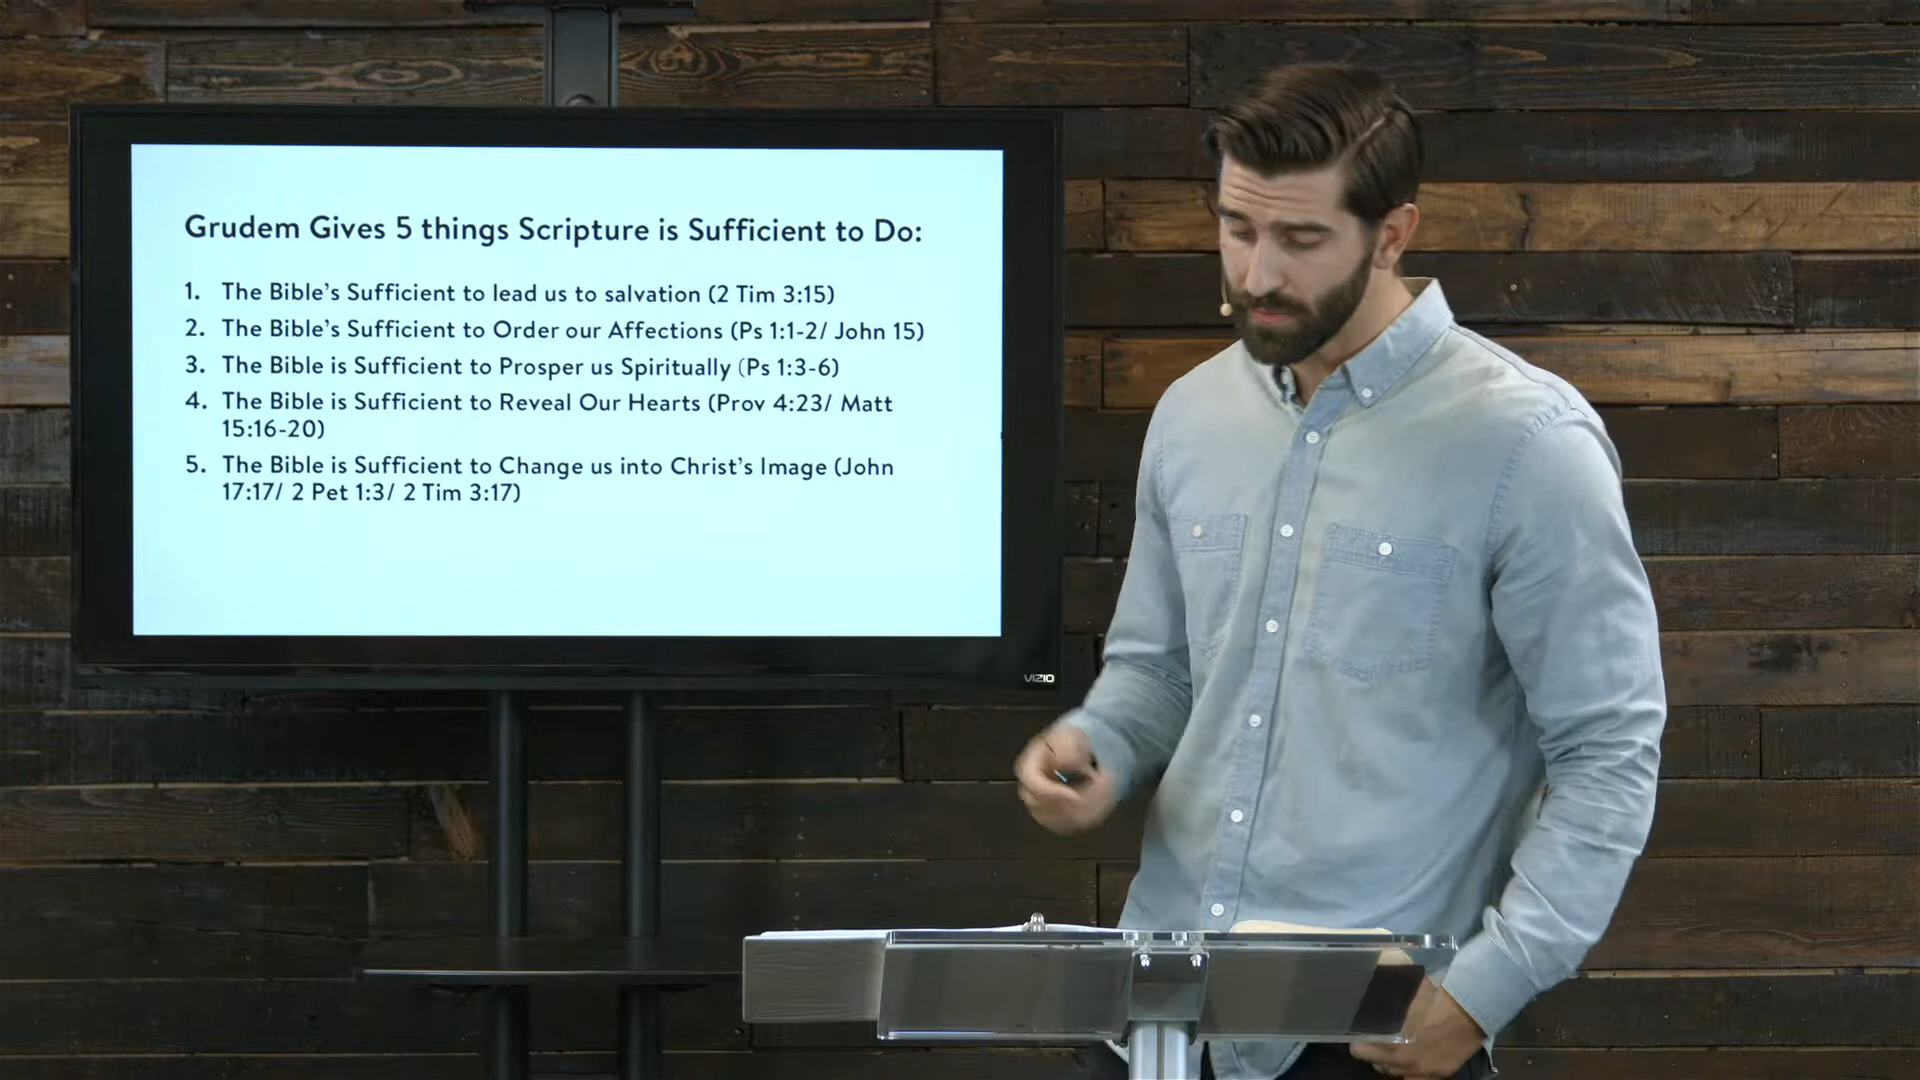 Grudem Gives 5 things Scripture is Sufficient to Do:
1. The Bible's Sufficient to lead us to salvation (2 Tim 3:15)
2. The Bible's Sufficient to Order our Affections (Ps 1:1-2/ John 15)
3. The Bible is Sufficient to Prosper us Spiritually (Ps 1:3-6)
4. The Bible is Sufficient to Reveal Our Hearts (Prov 4:23/ Matt
15:16-20)
5. The Bible is Sufficient to Change us into Christ's Image (John
17:17/ 2 Pet 1:3/ 2 Tim 3:17)
VIZIO